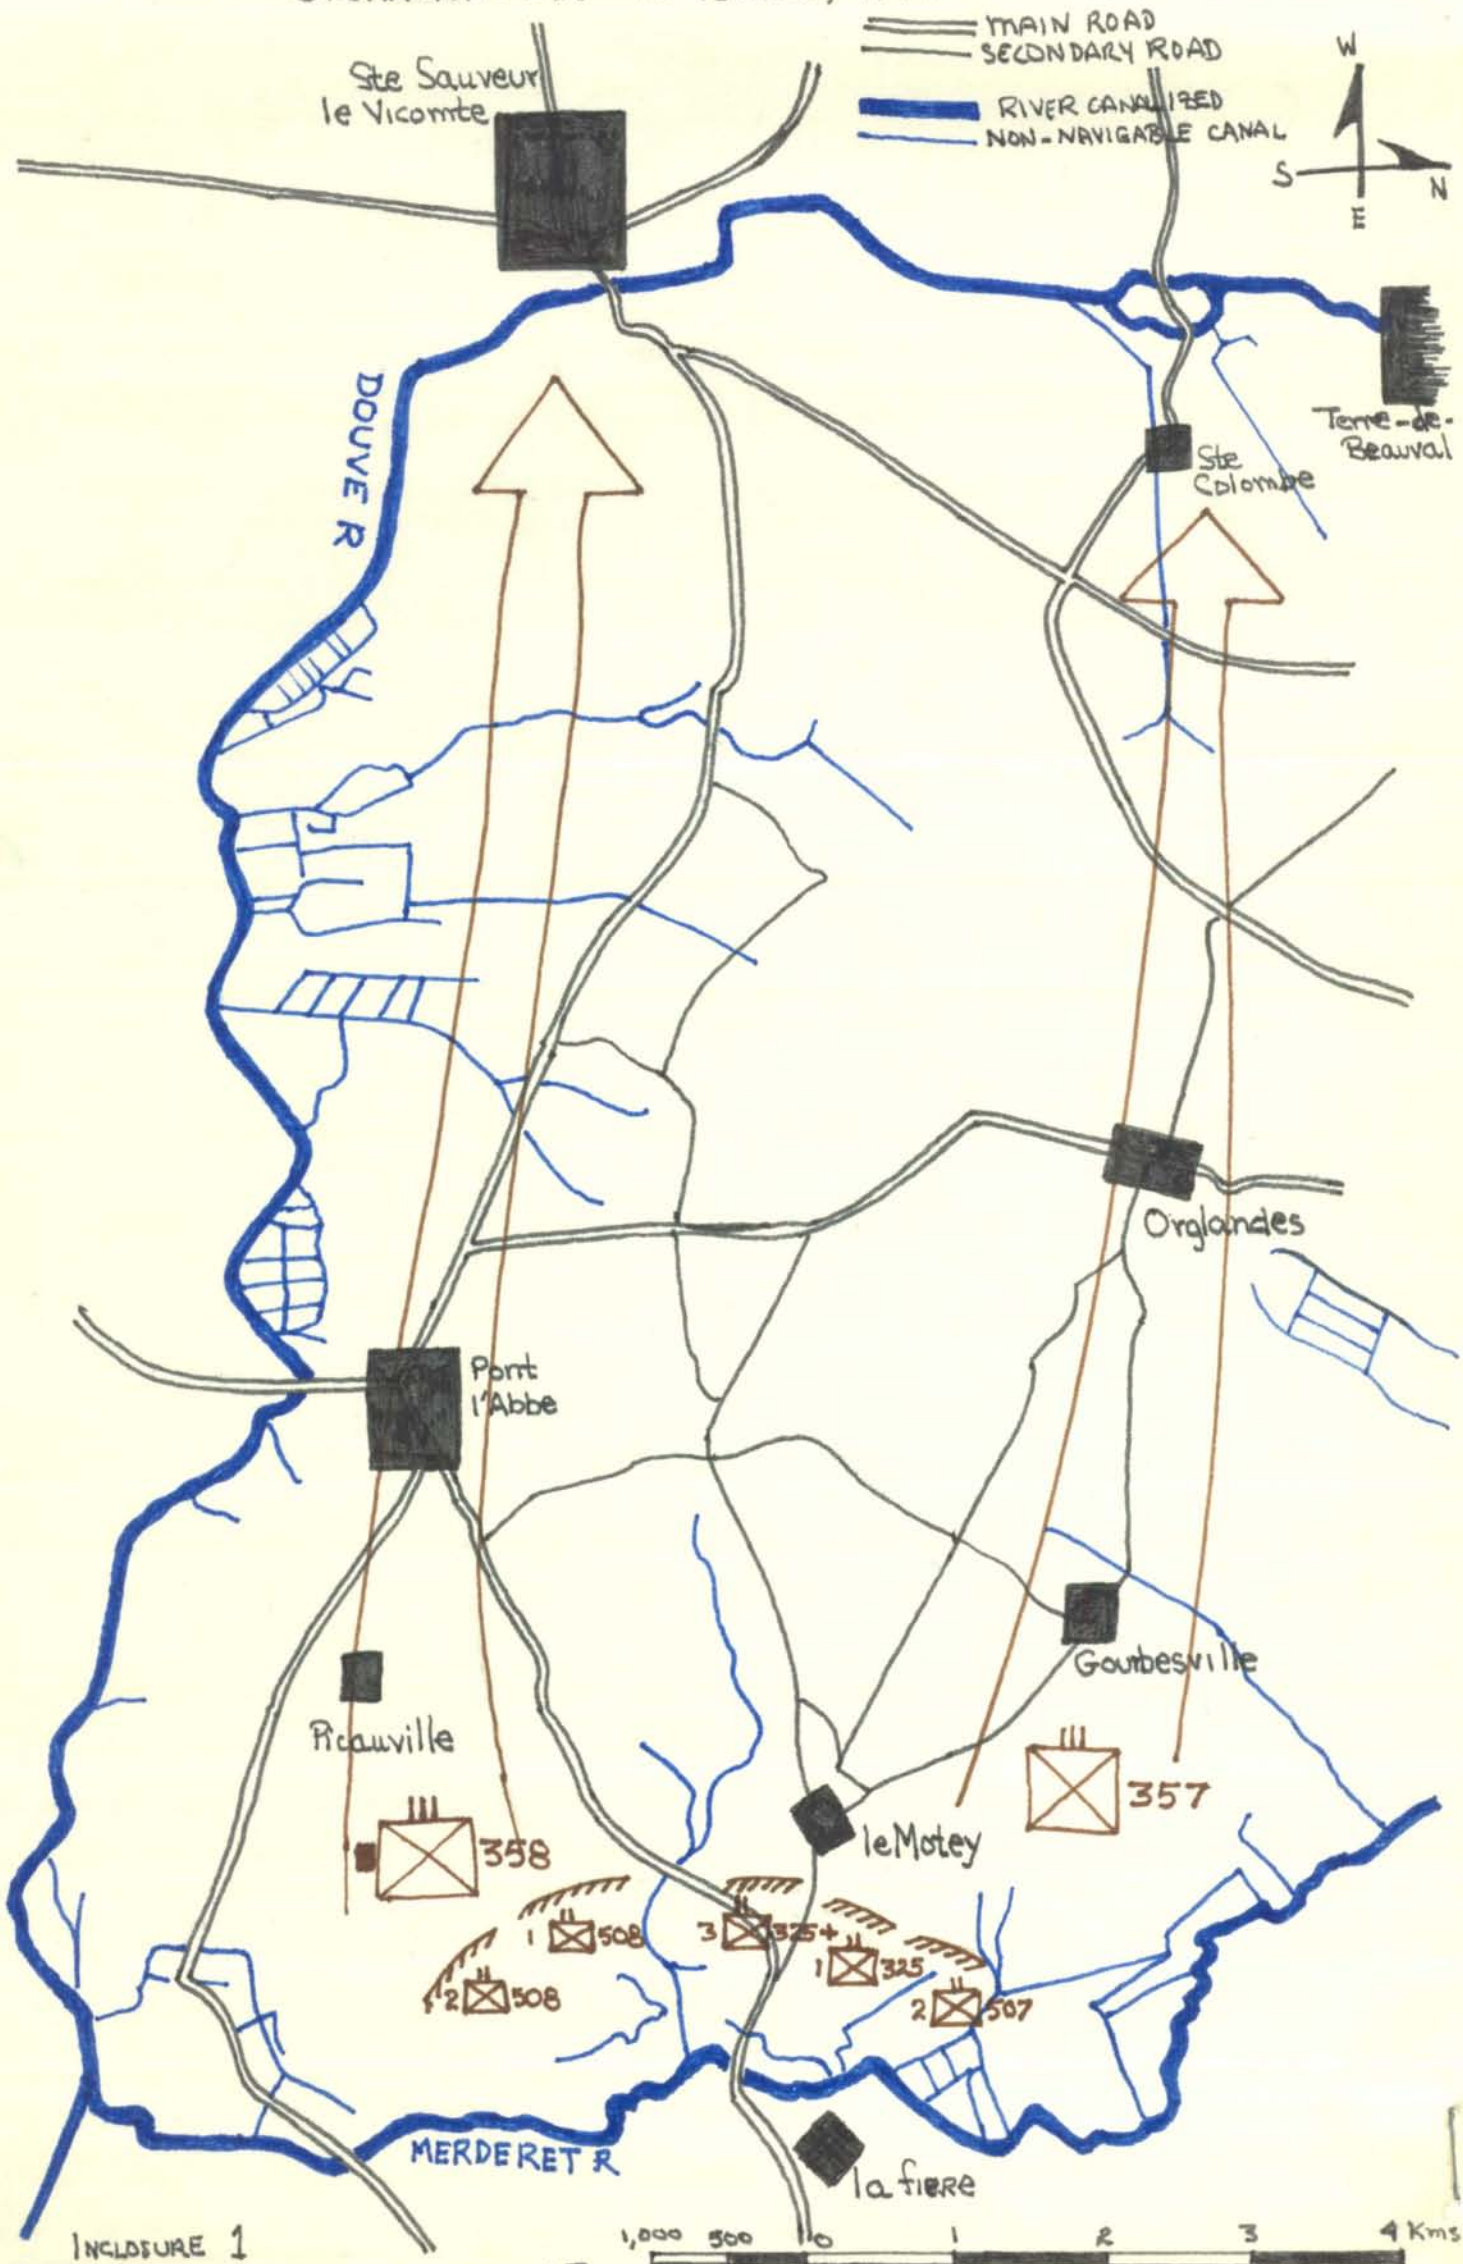 MAIN ROAD
SECONDARY ROAD
RIVER CANALIZED
NON-NAVIGABLE CANAL
W
S
N
E
Ste Sauveur
le Vicomte
DOUVE R
Terre-de-
Beauval
Ste
Colombe
Orglandes
Pont
l'Abbe
Gourbesville
Picauville
357
358
le Motey
1 508
3 325+
1 325
2 508
2 507
MERDERET R
la fiere
INCLOSURE 1
1,000 500 0 1 2 3 4 Kms